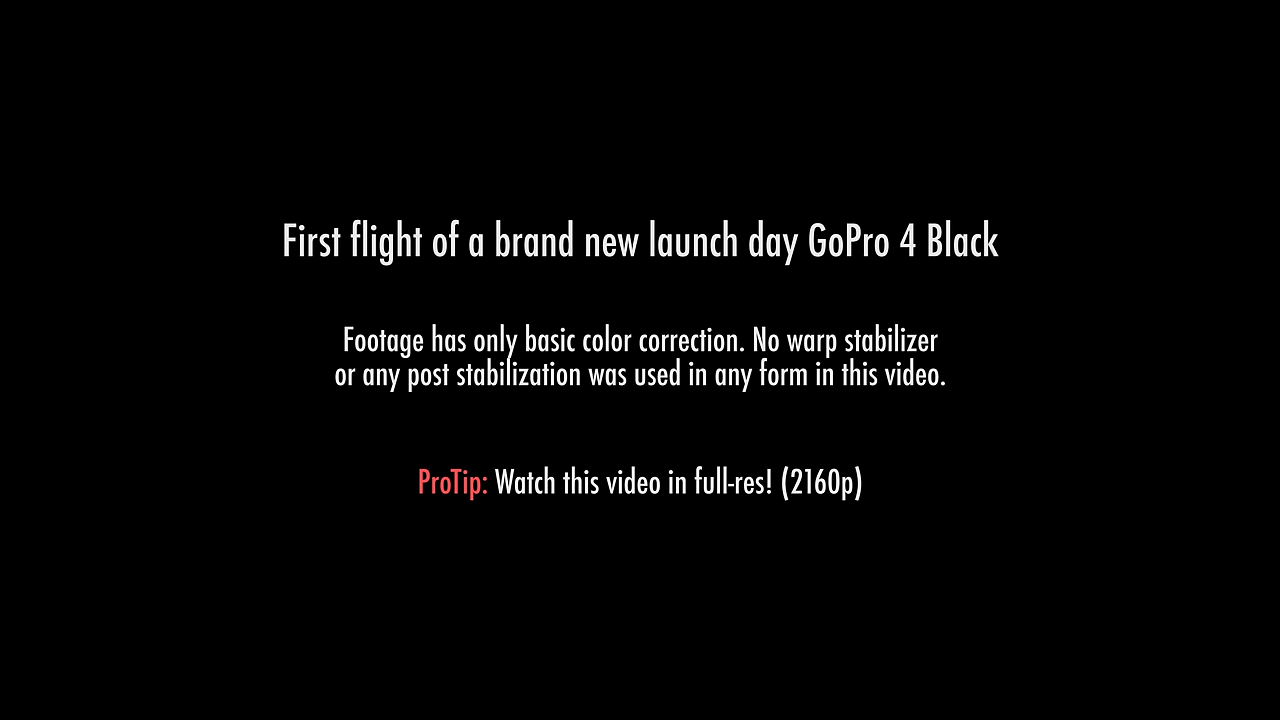 First flight of a brand new launch day GoPro 4 Black
Footage has only basic color correction. No warp stabilizer
or any post stabilization was used in any form in this video.
ProTip: Watch this video in full-res! (2160p)